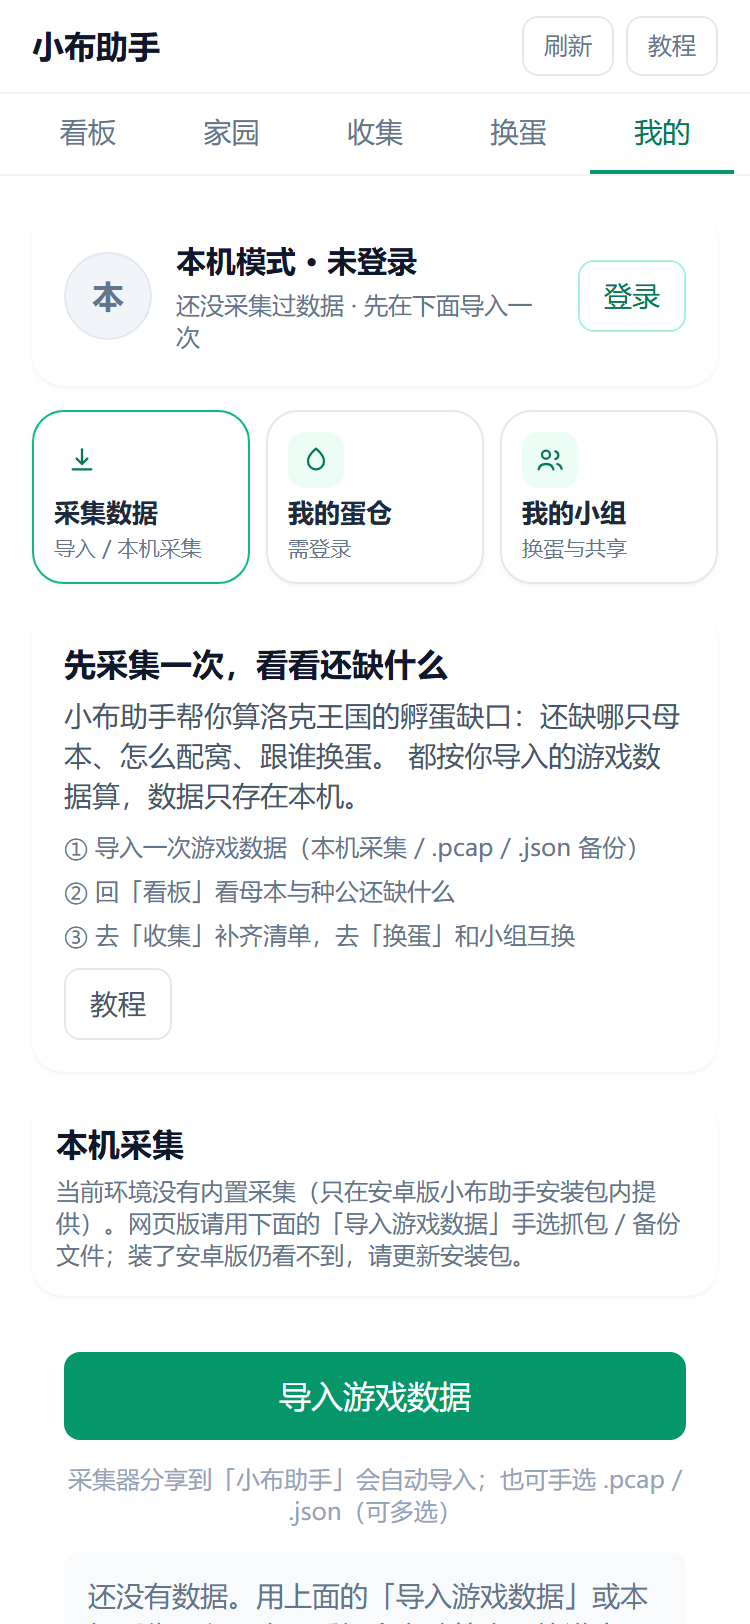 小布助手
刷新
教程
看板
家园
收集
换蛋
我的
本
本机模式·未登录
还没采集过数据 · 先在下面导入一
次
登录
采集数据
导入 / 本机采集
我的蛋仓
需登录
我的小组
换蛋与共享
先采集一次，看看还缺什么
小布助手帮你算洛克王国的孵蛋缺口：还缺哪只母
本、怎么配窝、跟谁换蛋。 都按你导入的游戏数
据算，数据只存在本机。
① 导入一次游戏数据（本机采集 / .pcap / .json 备份）
② 回「看板」看母本与种公还缺什么
③ 去「收集」补齐清单，去「换蛋」和小组互换
教程
本机采集
当前环境没有内置采集（只在安卓版小布助手安装包内提
供）。网页版请用下面的「导入游戏数据」手选抓包 / 备份
文件；装了安卓版仍看不到，请更新安装包。
导入游戏数据
采集器分享到「小布助手」会自动导入；也可手选 .pcap /
.json（可多选）
还没有数据。用上面的「导入游戏数据」或本